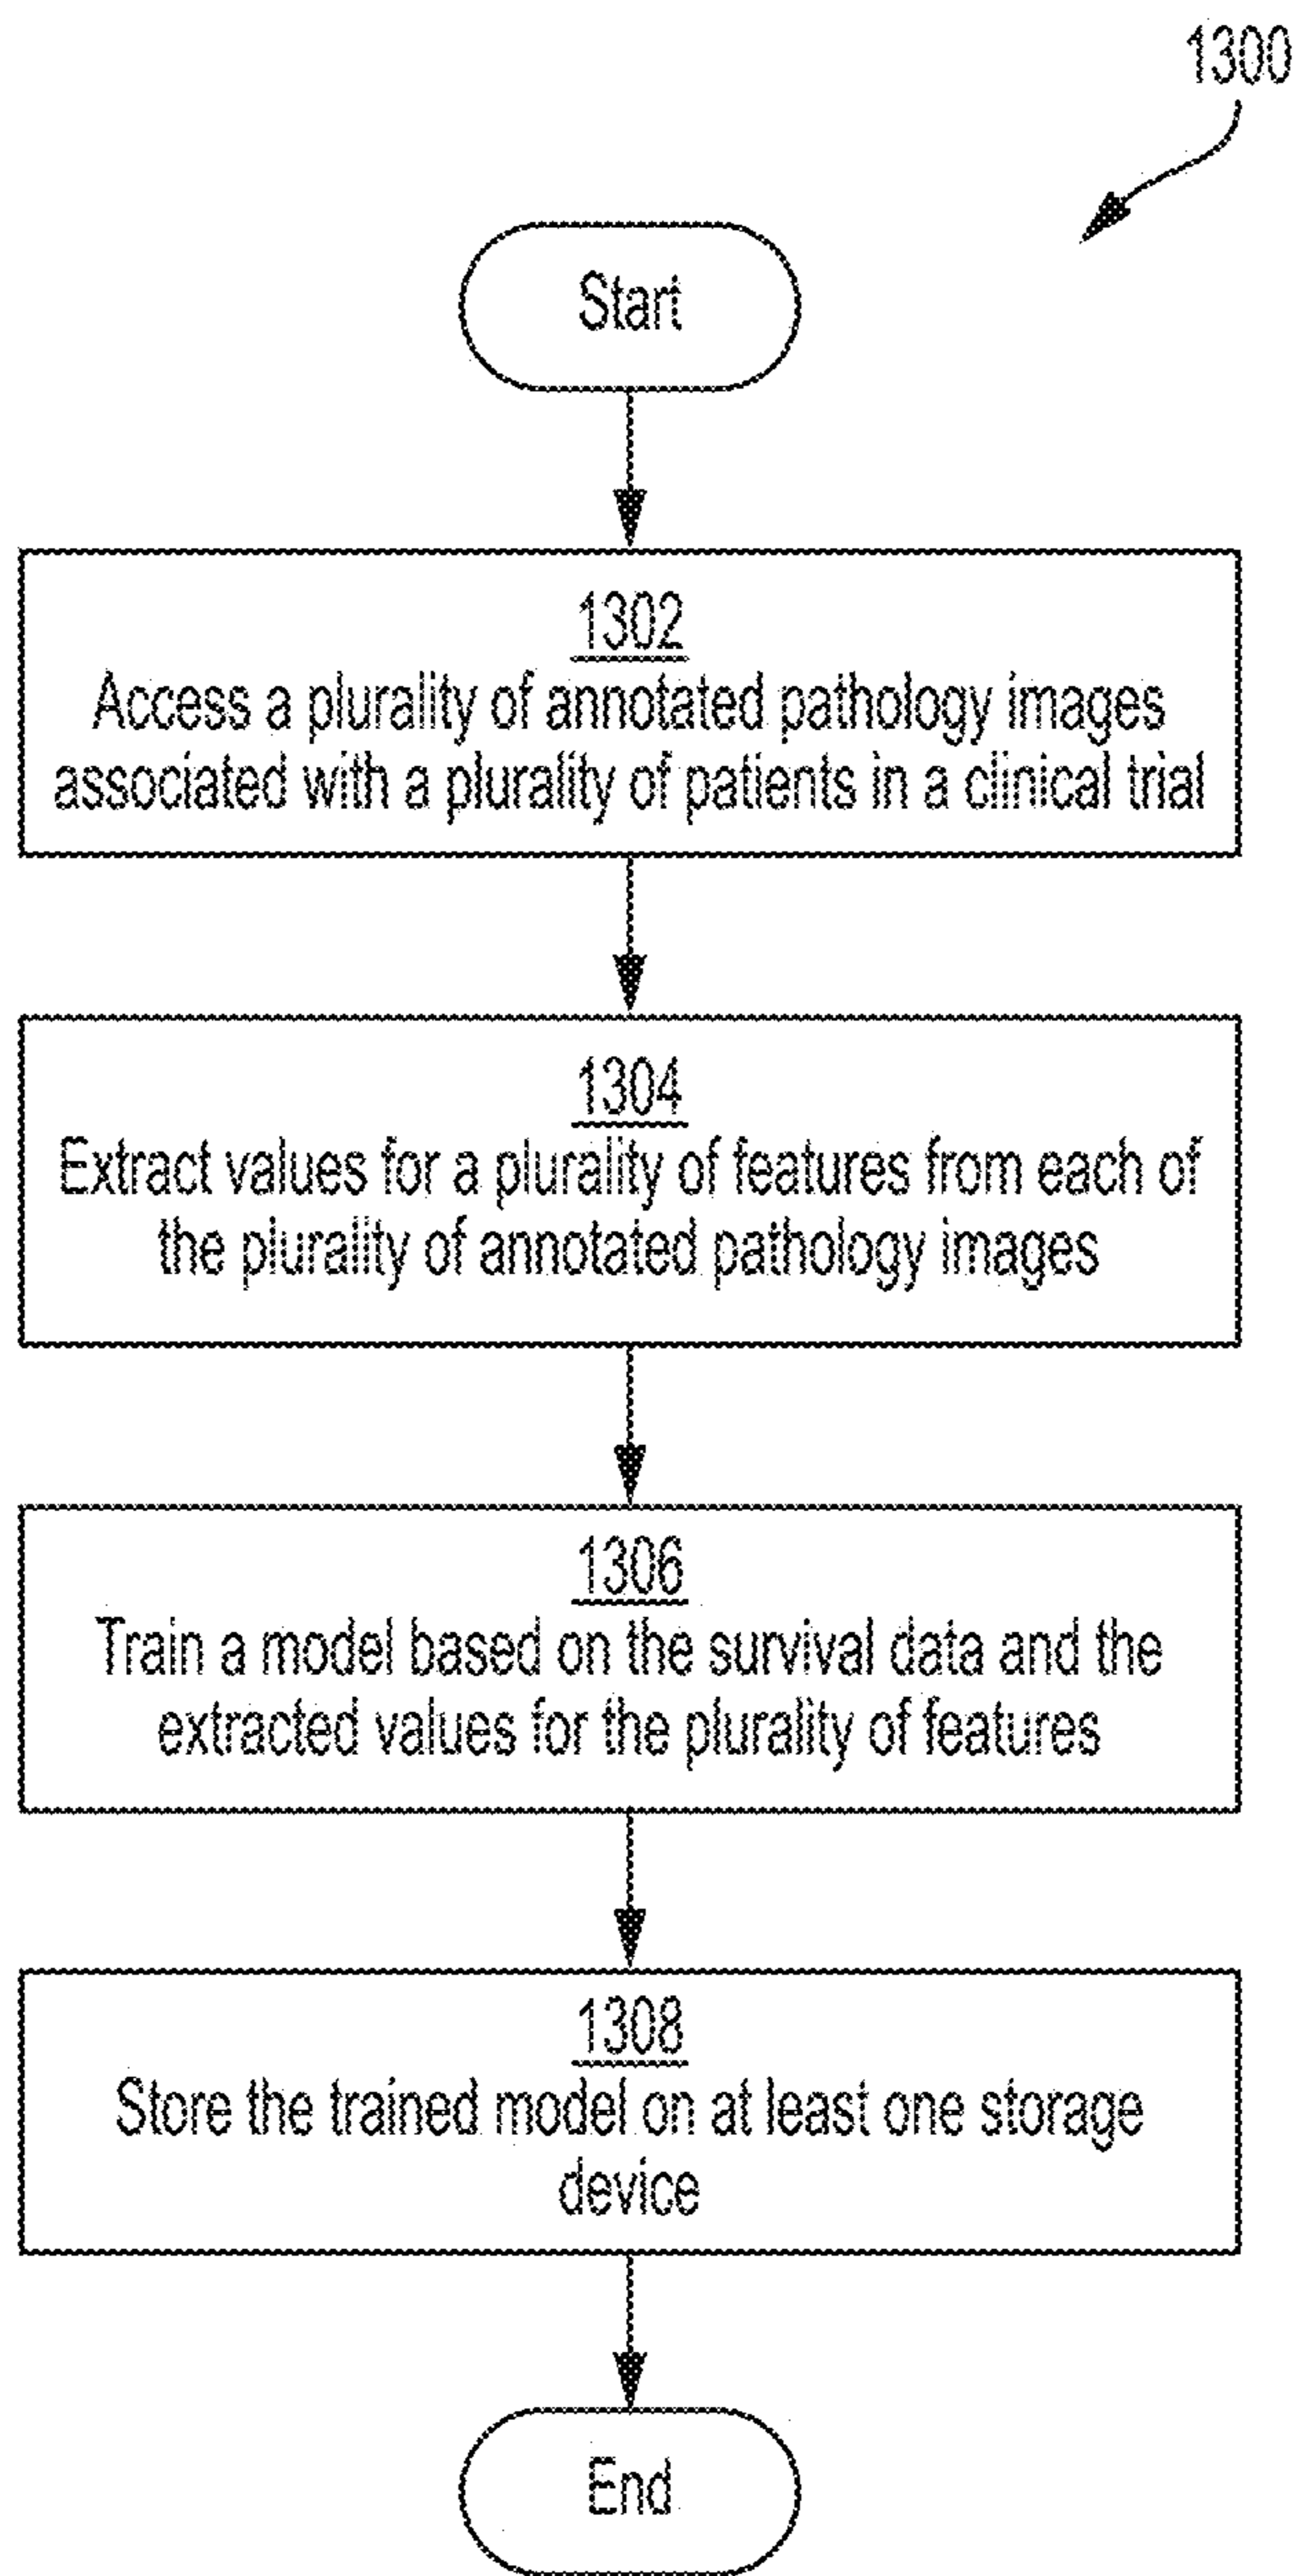 1300
Start
1302
Access a plurality of annotated pathology images
associated with a plurality of patients in a clinical trial
1304
Extract values for a plurality of features from each of
the plurality of annotated pathology images
1306
Train a model based on the survival data and the
extracted values for the plurality of features
1308
Store the trained model on at least one storage
device
End